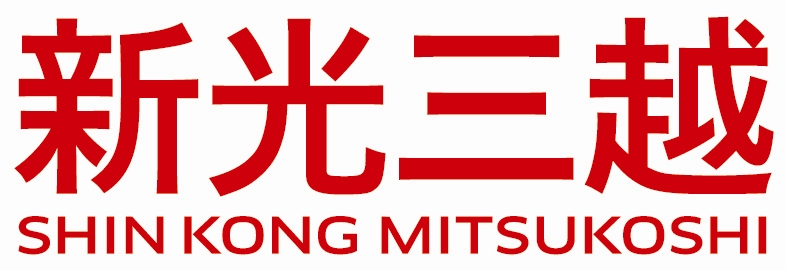 新光三越
SHIN KONG MITSUKOSHI